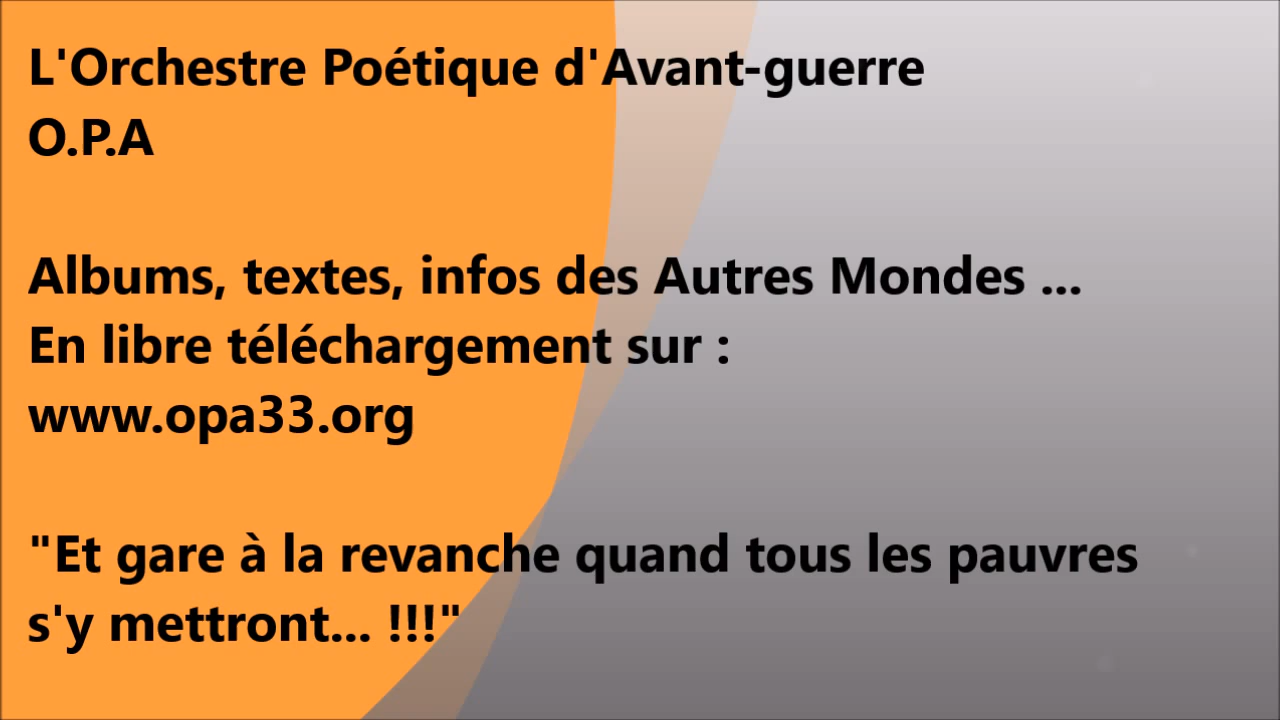 L'Orchestre Poétique d'Avant-guerre
O.P.A
Albums, textes, infos des Autres Mondes ...
En libre téléchargement sur :
www.opa33.org
"Et gare à la revanche quand tous les pauvres
s'y mettront... !!!"